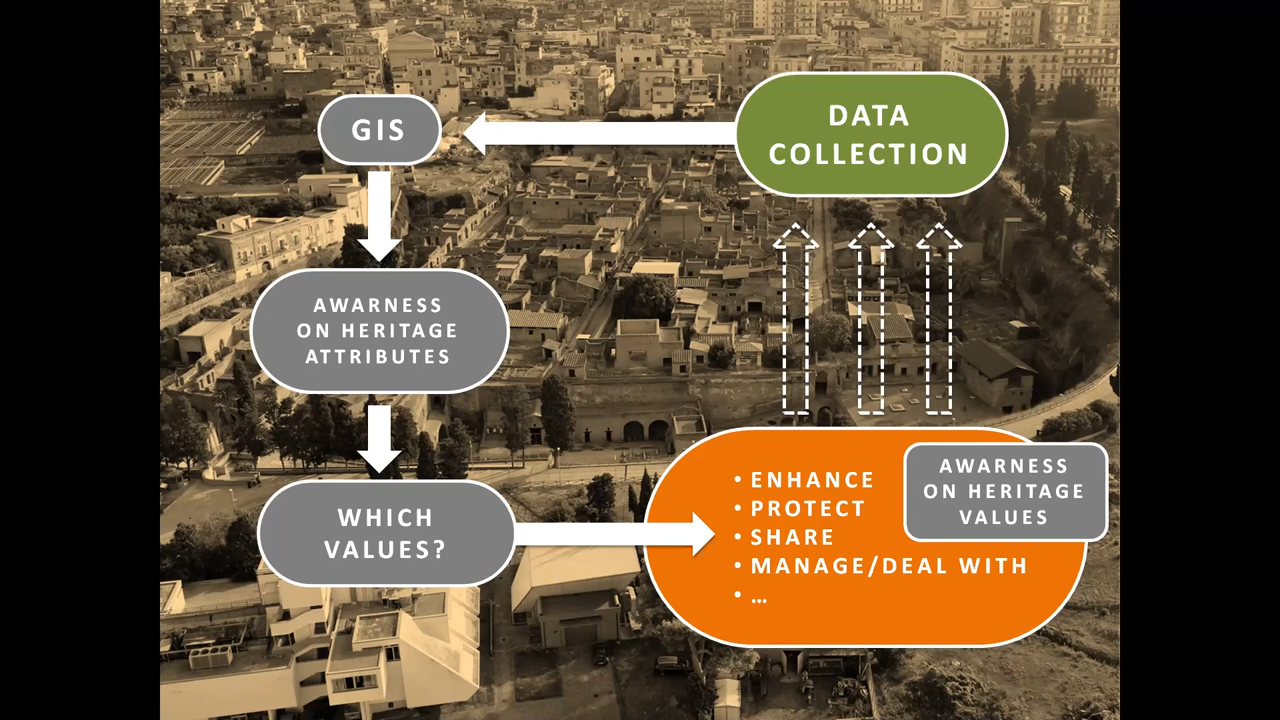 GIS
DATA
COLLECTION
AWARNESS
ON HERITAGE
ATTRIBUTES
WHICH
VALUES?
• ENHANCE
• PROTECT
• SHARE
• MANAGE/DEAL WITH
• …
AWARNESS
ON HERITAGE
VALUES